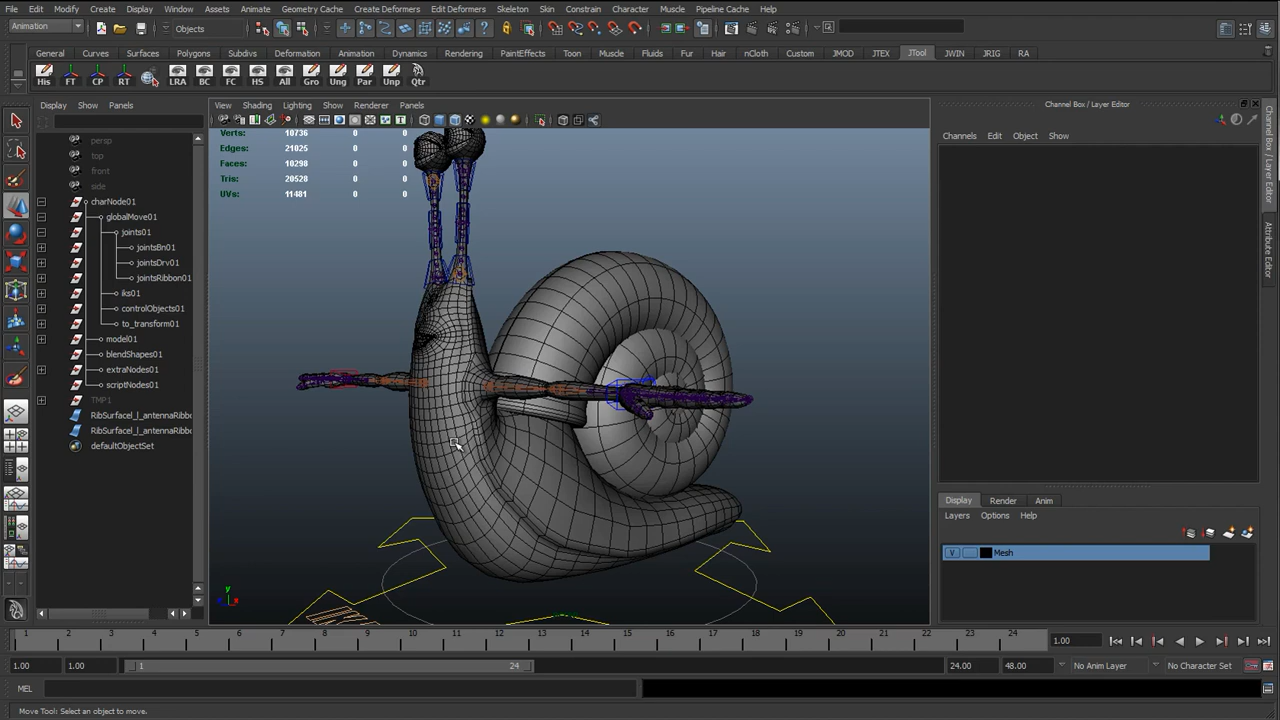 File Edit Modify Create Display Window Assets Animate Geometry Cache Create Deformers Edit Deformers Skeleton Skin Constrain Character Muscle Pipeline Cache Help
Animation Objects
General Curves Surfaces Polygons Subdivs Deformation Animation Dynamics Rendering PaintEffects Toon Muscle Fluids Fur Hair nCloth Custom JMOD JTEX JTool JWIN JRIG RA
His FT CP RT LRA BC FC HS All Gro Ung Par Unp Qtr
Display Show Panels
View Shading Lighting Show Renderer Panels
Channel Box / Layer Editor
Channels Edit Object Show
Verts: 10736 0 0
Edges: 21025 0 0
Faces: 10298 0 0
Tris: 20528 0 0
UVs: 11481 0 0
persp
top
front
side
charNode01
globalMove01
joints01
jointsBn01
jointsDrv01
jointsRibbon01
iks01
controlObjects01
to_transform01
model01
blendShapes01
extraNodes01
scriptNodes01
TMP1
RibSurfacel_l_antennaRibbo
RibSurfacel_l_antennaRibbo
defaultObjectSet
Channel Box / Layer Editor
Attribute Editor
Display Render Anim
Layers Options Help
V Mesh
y
x
1 2 3 4 5 6 7 8 9 10 11 12 13 14 15 16 17 18 19 20 21 22 23 24 1.00
1.00 1.00 1 24 24.00 48.00 No Anim Layer No Character Set
MEL
Move Tool: Select an object to move.